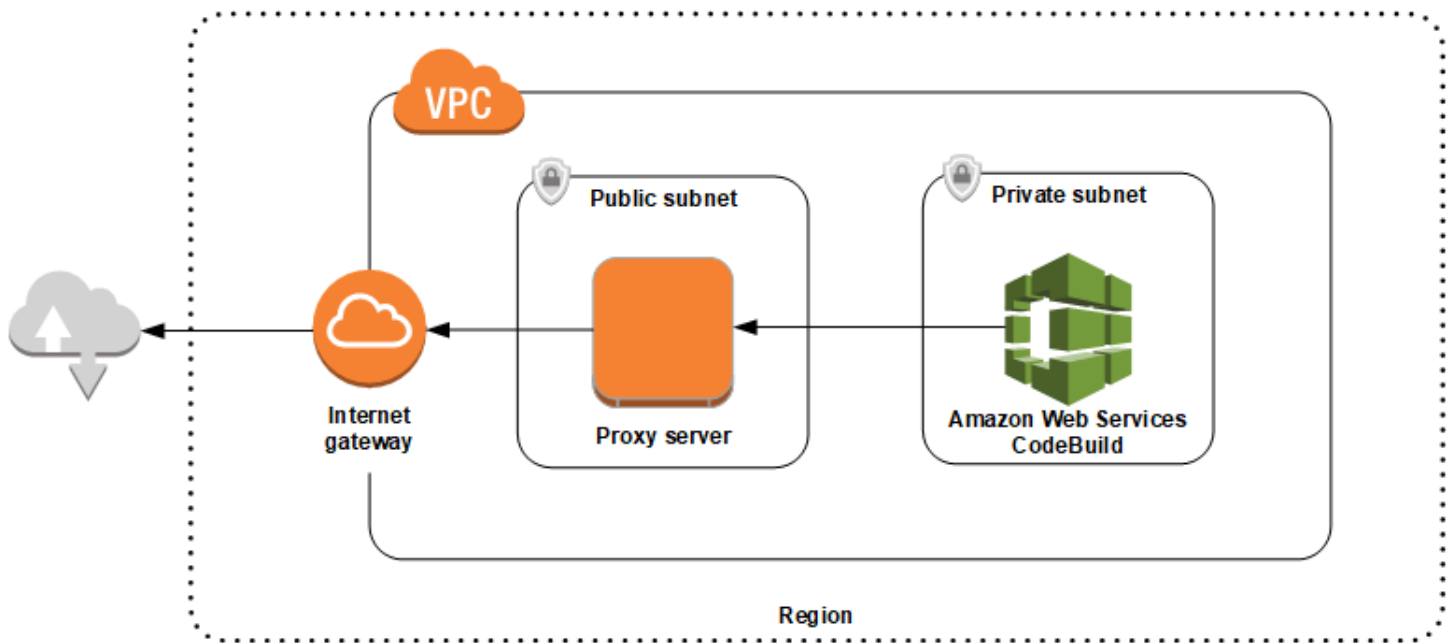 VPC
Public subnet
Private subnet
Internet
gateway
Proxy server
Amazon Web Services
CodeBuild
Region